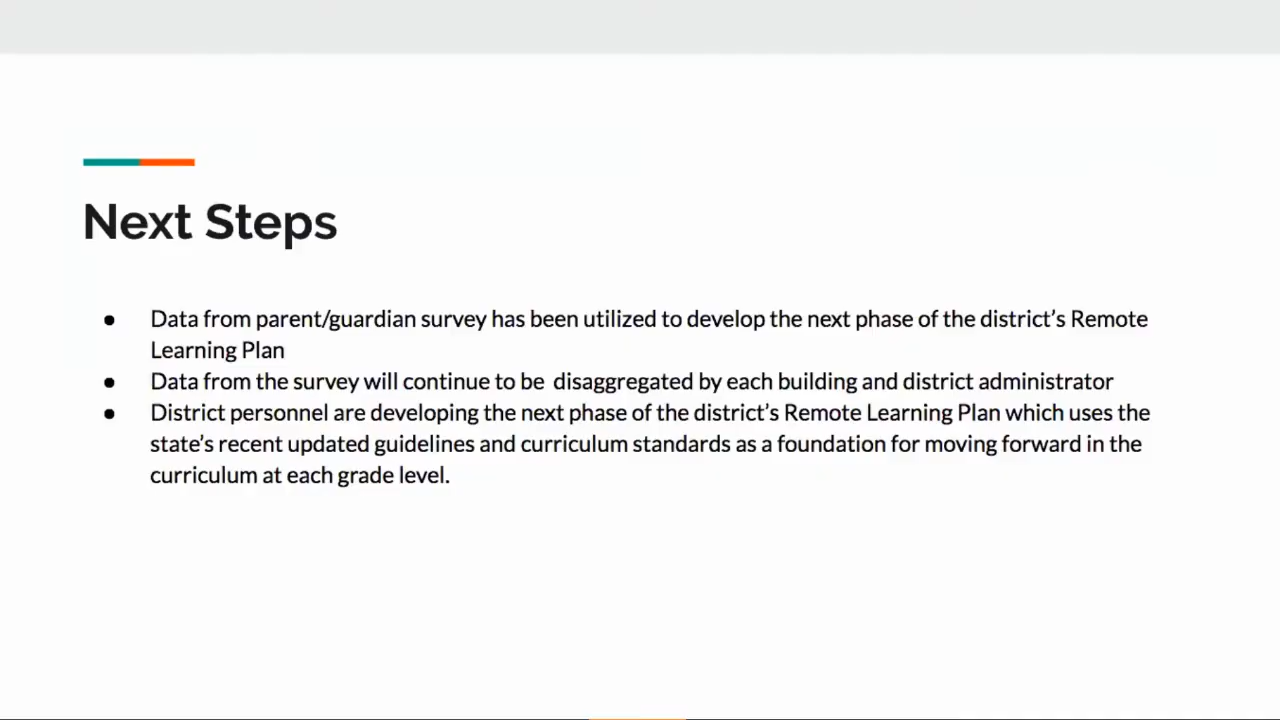 Next Steps
● Data from parent/guardian survey has been utilized to develop the next phase of the district’s Remote
Learning Plan
● Data from the survey will continue to be  disaggregated by each building and district administrator
● District personnel are developing the next phase of the district’s Remote Learning Plan which uses the
state’s recent updated guidelines and curriculum standards as a foundation for moving forward in the
curriculum at each grade level.